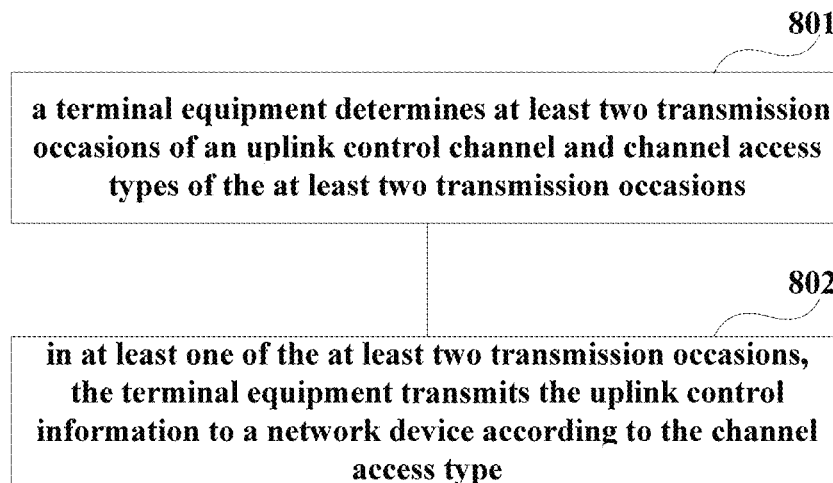 801
a terminal equipment determines at least two transmission
occasions of an uplink control channel and channel access
types of the at least two transmission occasions
802
in at least one of the at least two transmission occasions,
the terminal equipment transmits the uplink control
information to a network device according to the channel
access type